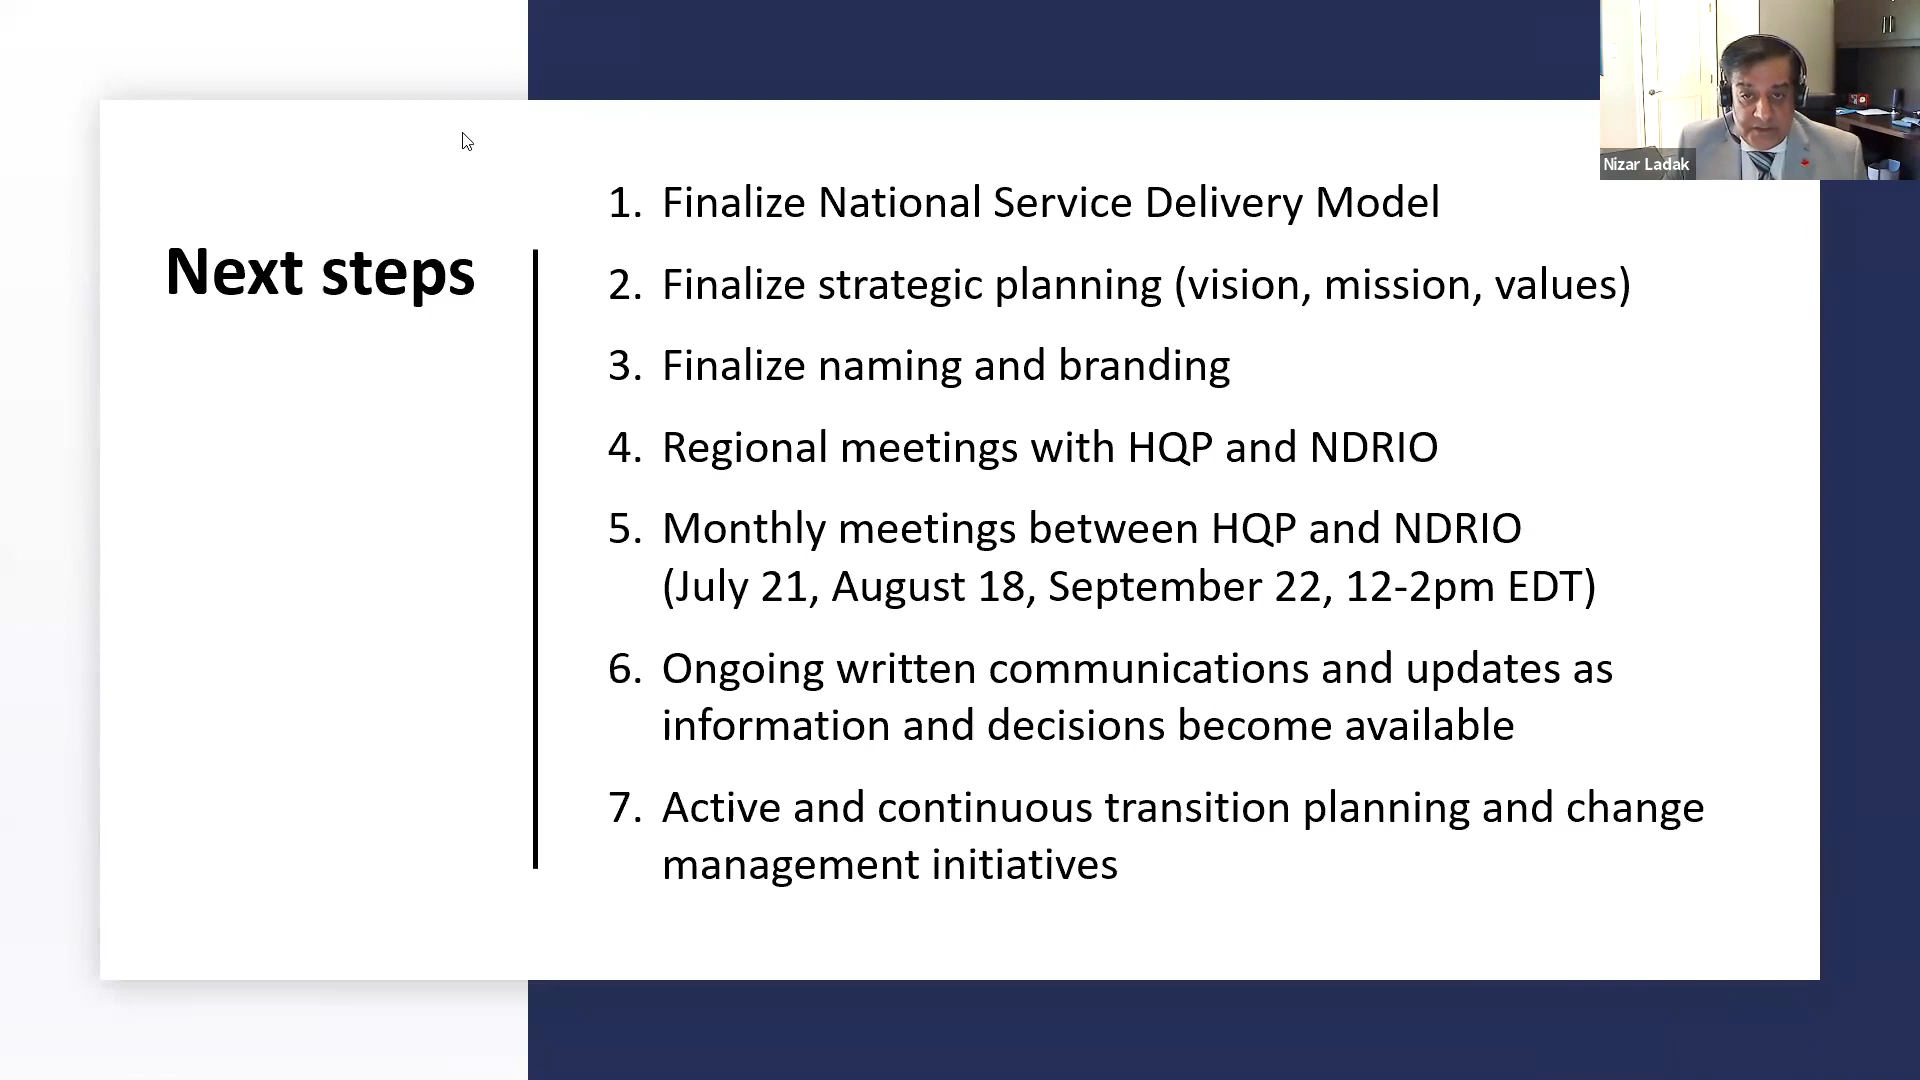 Nizar Ladak
Next steps
1. Finalize National Service Delivery Model
2. Finalize strategic planning (vision, mission, values)
3. Finalize naming and branding
4. Regional meetings with HQP and NDRIO
5. Monthly meetings between HQP and NDRIO
(July 21, August 18, September 22, 12-2pm EDT)
6. Ongoing written communications and updates as
information and decisions become available
7. Active and continuous transition planning and change
management initiatives